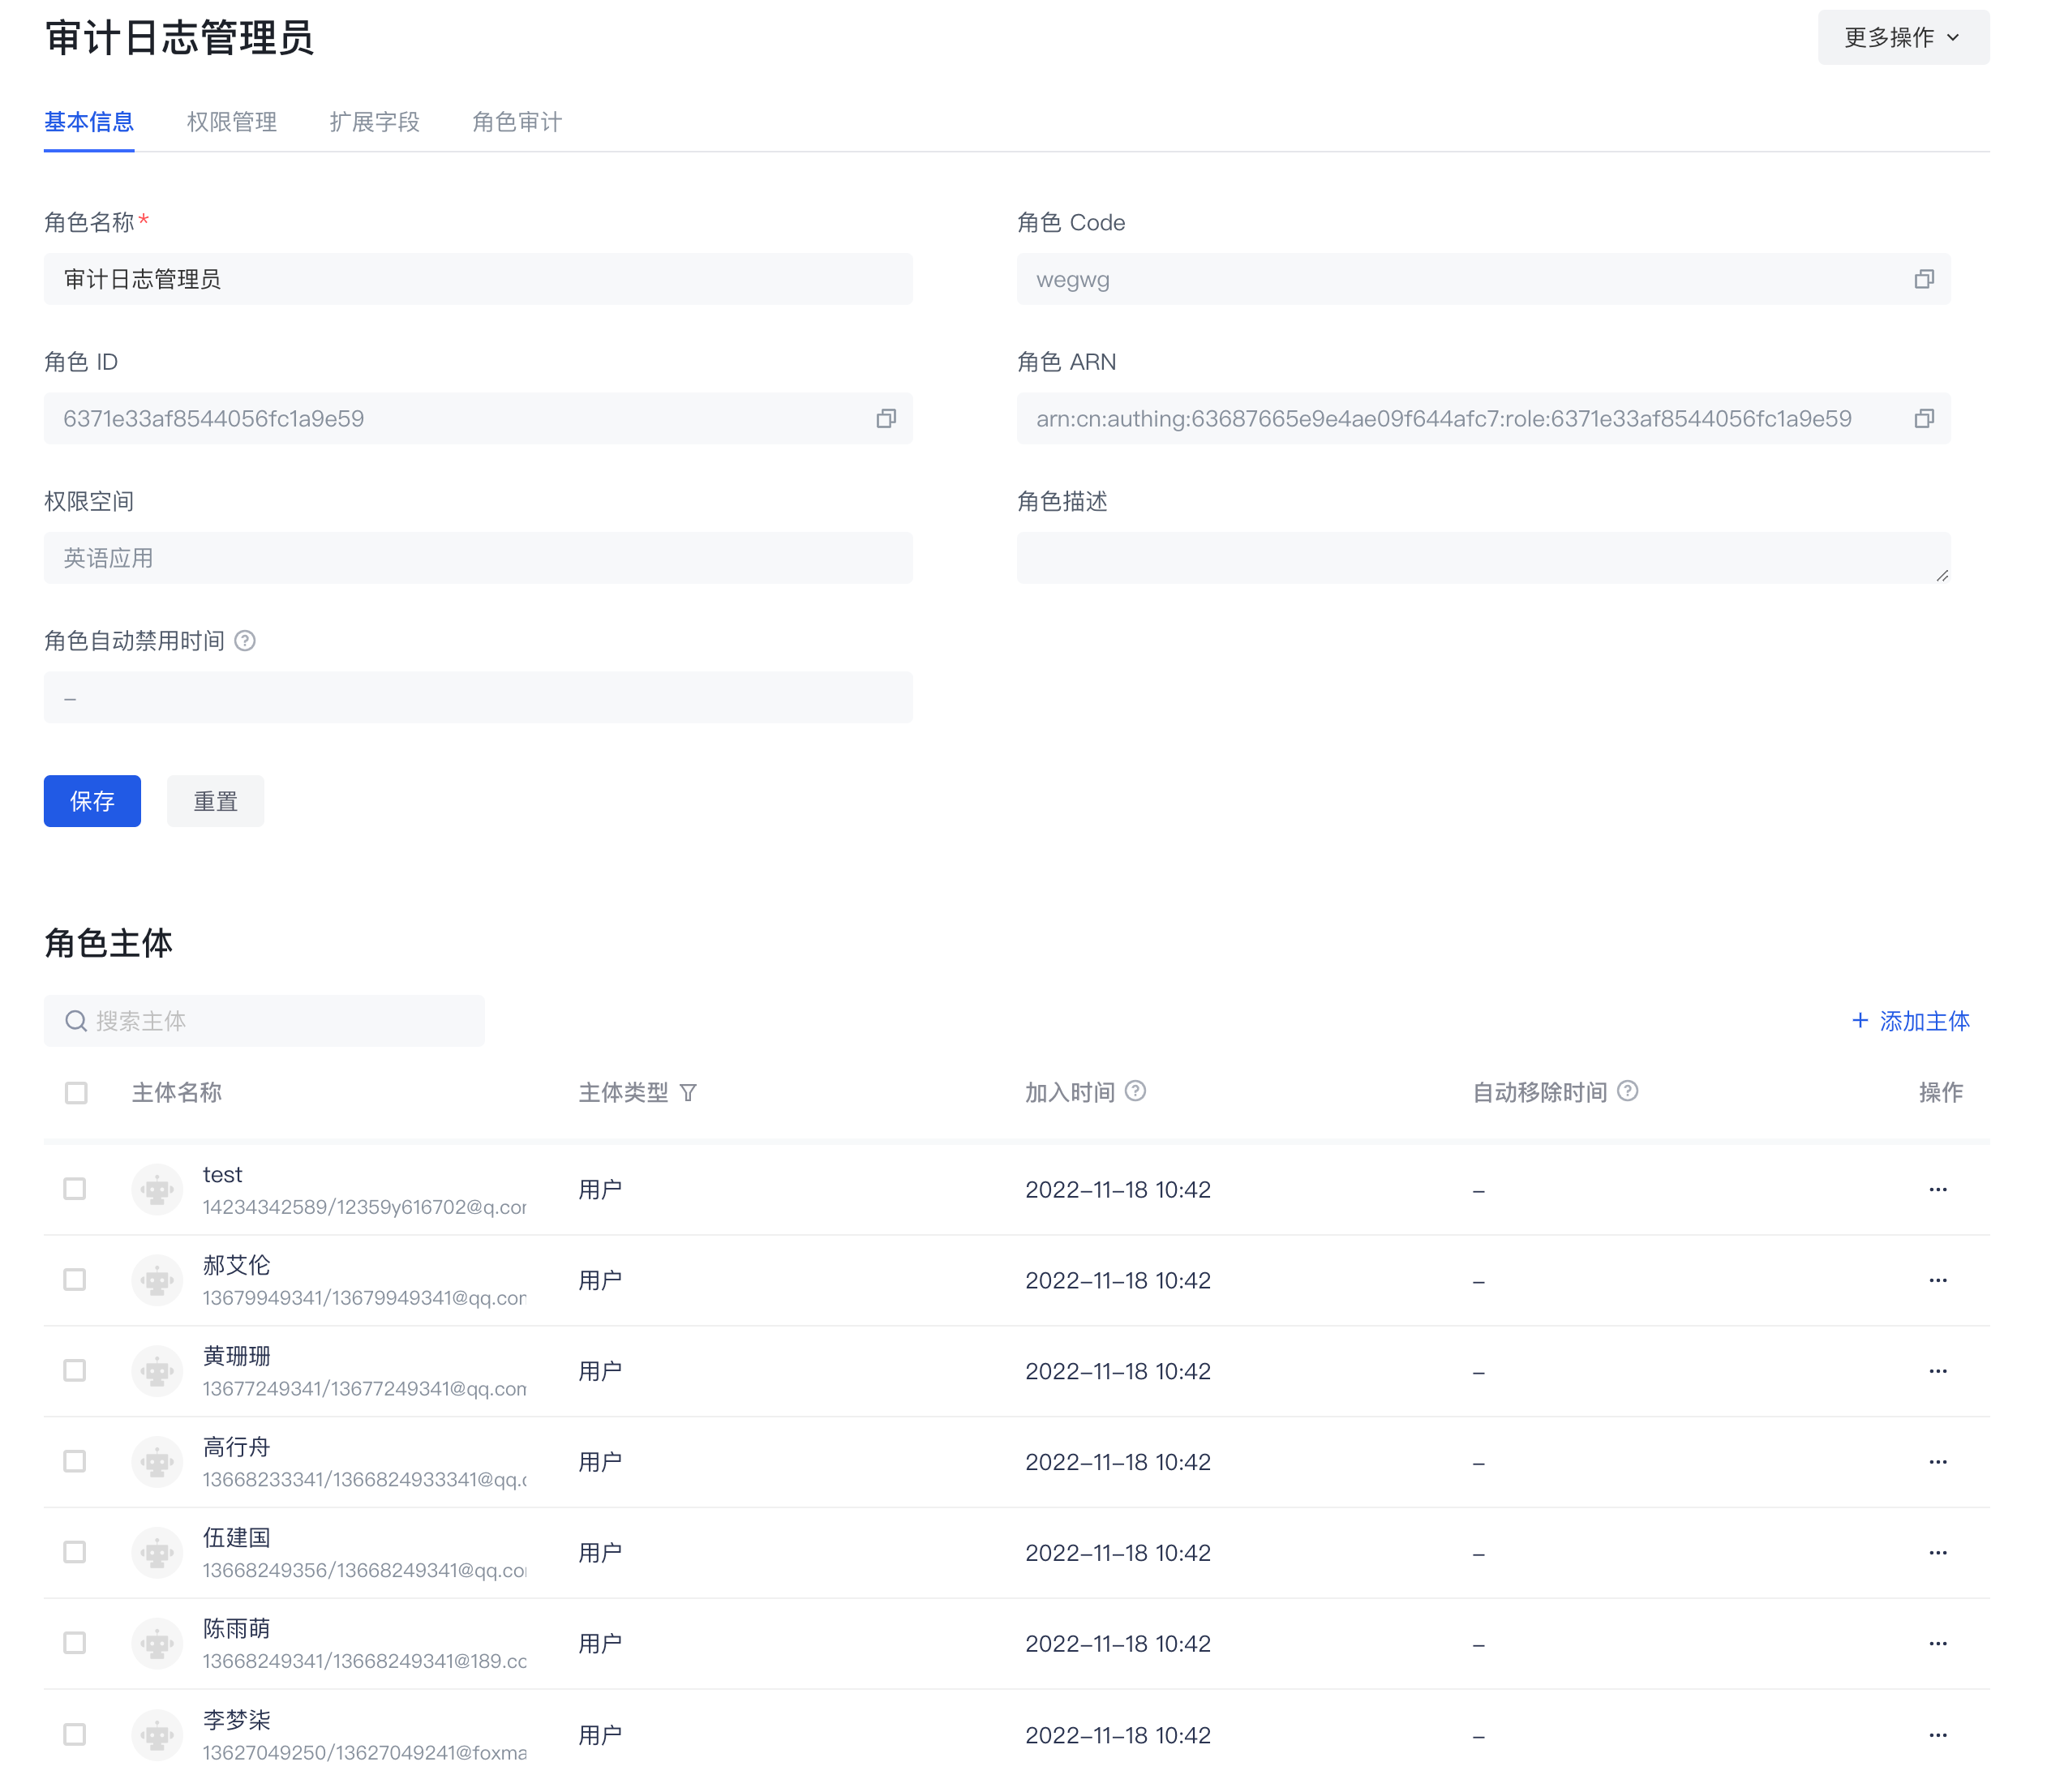 审计日志管理员
更多操作
基本信息 权限管理 扩展字段 角色审计
角色名称*
角色 Code
审计日志管理员
wegwg
角色 ID
角色 ARN
6371e33af8544056fc1a9e59
arn:cn:authing:63687665e9e4ae09f644afc7:role:6371e33af8544056fc1a9e59
权限空间
角色描述
英语应用
角色自动禁用时间
–
保存 重置
角色主体
搜索主体
+ 添加主体
主体名称 主体类型 加入时间 自动移除时间 操作
test
14234342589/12359y616702@q.cor
用户 2022–11–18 10:42 – ···
郝艾伦
13679949341/13679949341@qq.con
用户 2022–11–18 10:42 – ···
黄珊珊
13677249341/13677249341@qq.con
用户 2022–11–18 10:42 – ···
高行舟
13668233341/1366824933341@qq.c
用户 2022–11–18 10:42 – ···
伍建国
13668249356/13668249341@qq.co
用户 2022–11–18 10:42 – ···
陈雨萌
13668249341/13668249341@189.co
用户 2022–11–18 10:42 – ···
李梦柒
13627049250/13627049241@foxma
用户 2022–11–18 10:42 – ···